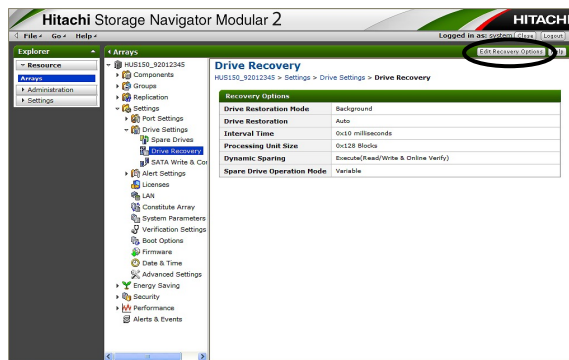 Hitachi Storage Navigator Modular 2
HITACHI
File Go Help
Logged in as: system Close Logout
Explorer
Arrays
Edit Recovery Options
Help
Resource
Arrays
Administration
Settings
HUS150_92012345
Components
Groups
Replication
Settings
Port Settings
Drive Settings
Spare Drives
Drive Recovery
SATA Write & Cor
Alert Settings
Licenses
LAN
Constitute Array
System Parameters
Verification Settings
Boot Options
Firmware
Date & Time
Advanced Settings
Energy Saving
Security
Performance
Alerts & Events
Drive Recovery
HUS150_92012345 > Settings > Drive Settings > Drive Recovery
Recovery Options
Drive Restoration Mode Background
Drive Restoration Auto
Interval Time 0x10 milliseconds
Processing Unit Size 0x128 Blocks
Dynamic Sparing Execute(Read/Write & Online Verify)
Spare Drive Operation Mode Variable